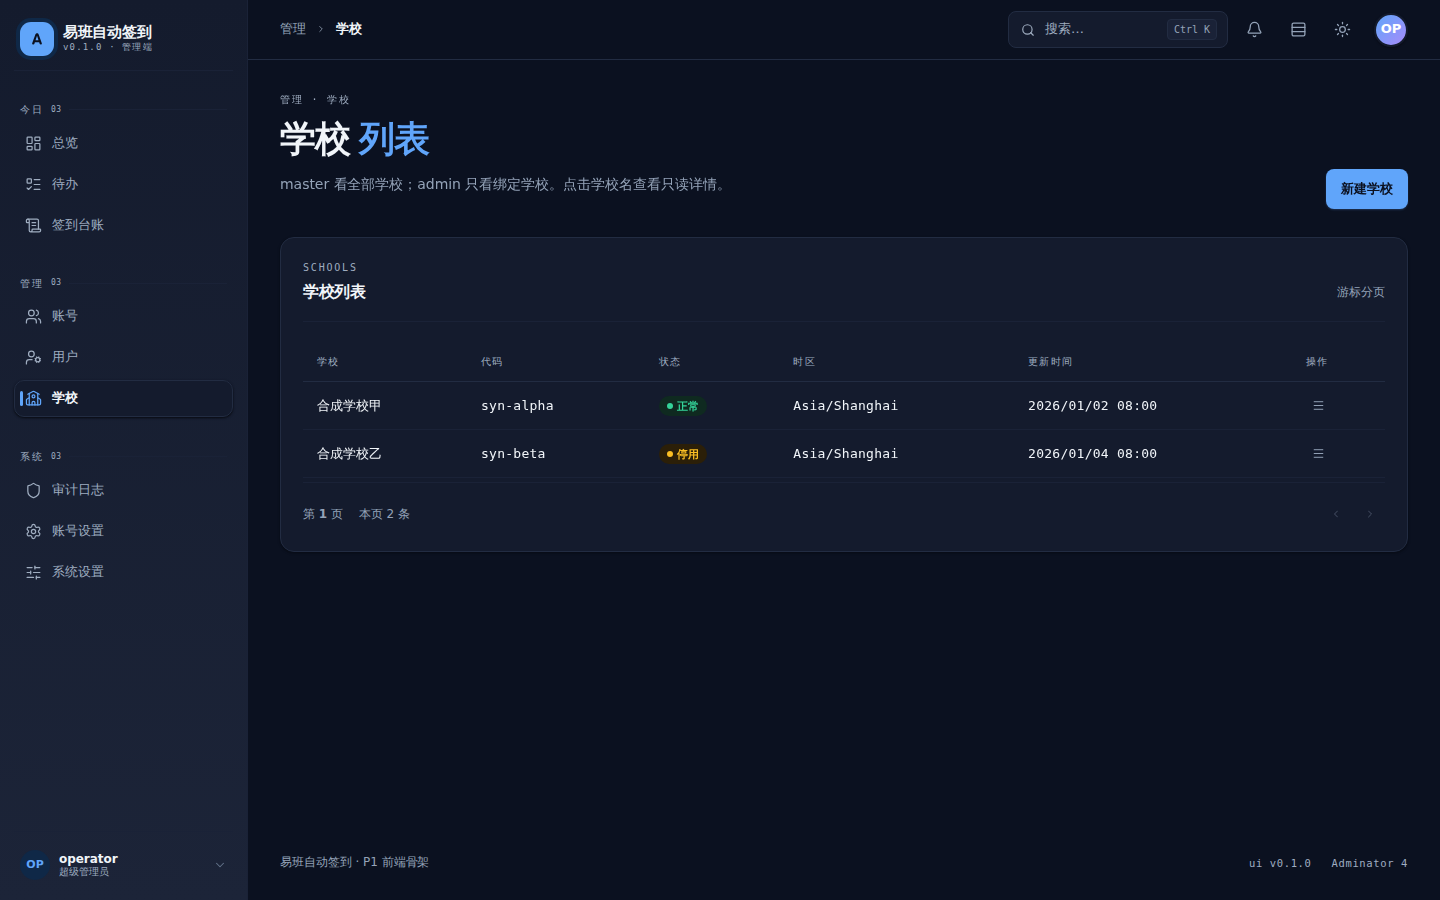 A
易班自动签到
v0.1.0 · 管理端
今日 03
总览
待办
签到台账
管理 03
账号
用户
学校
系统 03
审计日志
账号设置
系统设置
OP
operator
超级管理员
管理 › 学校
搜索… Ctrl K
OP
管理 · 学校
学校 列表
master 看全部学校；admin 只看绑定学校。点击学校名查看只读详情。
新建学校
SCHOOLS
学校列表
游标分页
学校 代码 状态 时区 更新时间 操作
合成学校甲 syn-alpha 正常 Asia/Shanghai 2026/01/02 08:00
合成学校乙 syn-beta 停用 Asia/Shanghai 2026/01/04 08:00
第 1 页 本页 2 条
易班自动签到 · P1 前端骨架
ui v0.1.0 Adminator 4